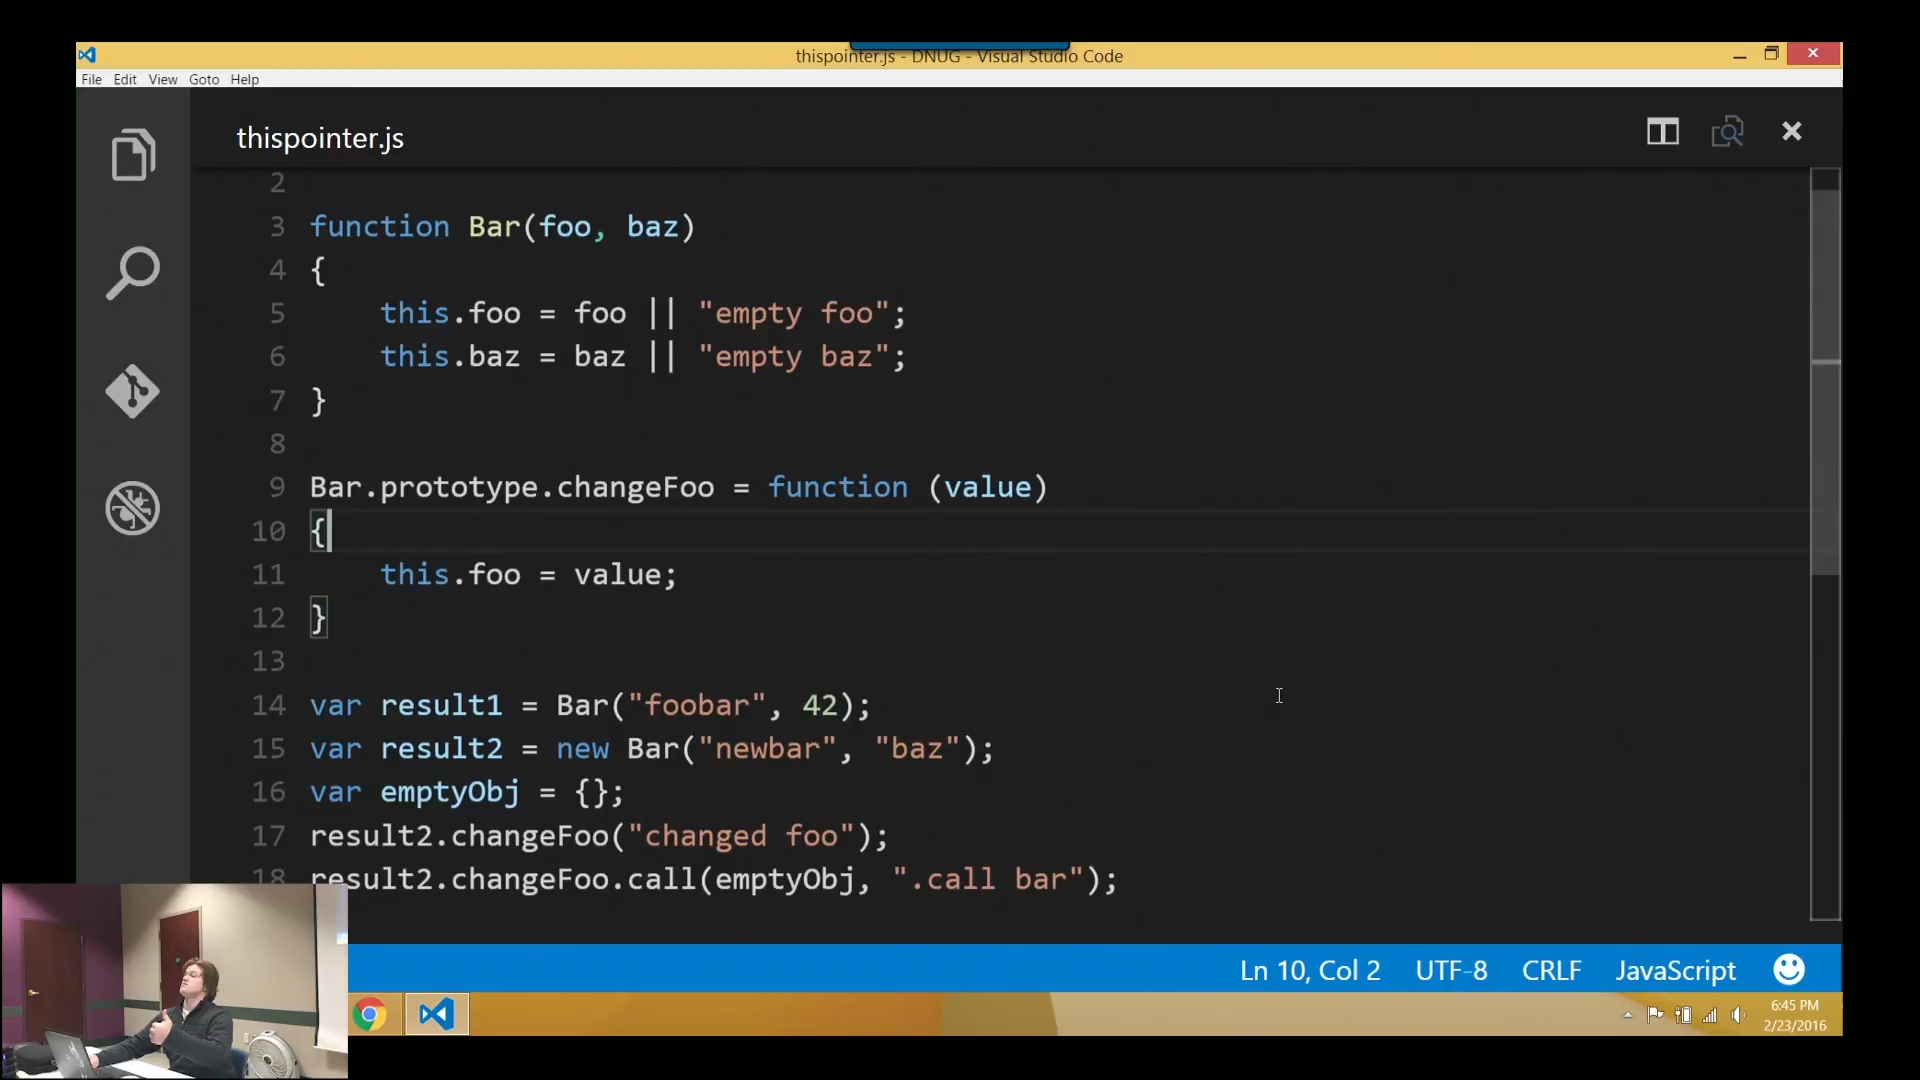 thispointer.js - DNUG - Visual Studio Code
File Edit View Goto Help
thispointer.js
2
3 function Bar(foo, baz)
4 {
5 this.foo = foo || "empty foo";
6 this.baz = baz || "empty baz";
7 }
8
9 Bar.prototype.changeFoo = function (value)
10 {
11 this.foo = value;
12 }
13
14 var result1 = Bar("foobar", 42);
15 var result2 = new Bar("newbar", "baz");
16 var emptyObj = {};
17 result2.changeFoo("changed foo");
18 result2.changeFoo.call(emptyObj, ".call bar");
Ln 10, Col 2 UTF-8 CRLF JavaScript
6:45 PM
2/23/2016